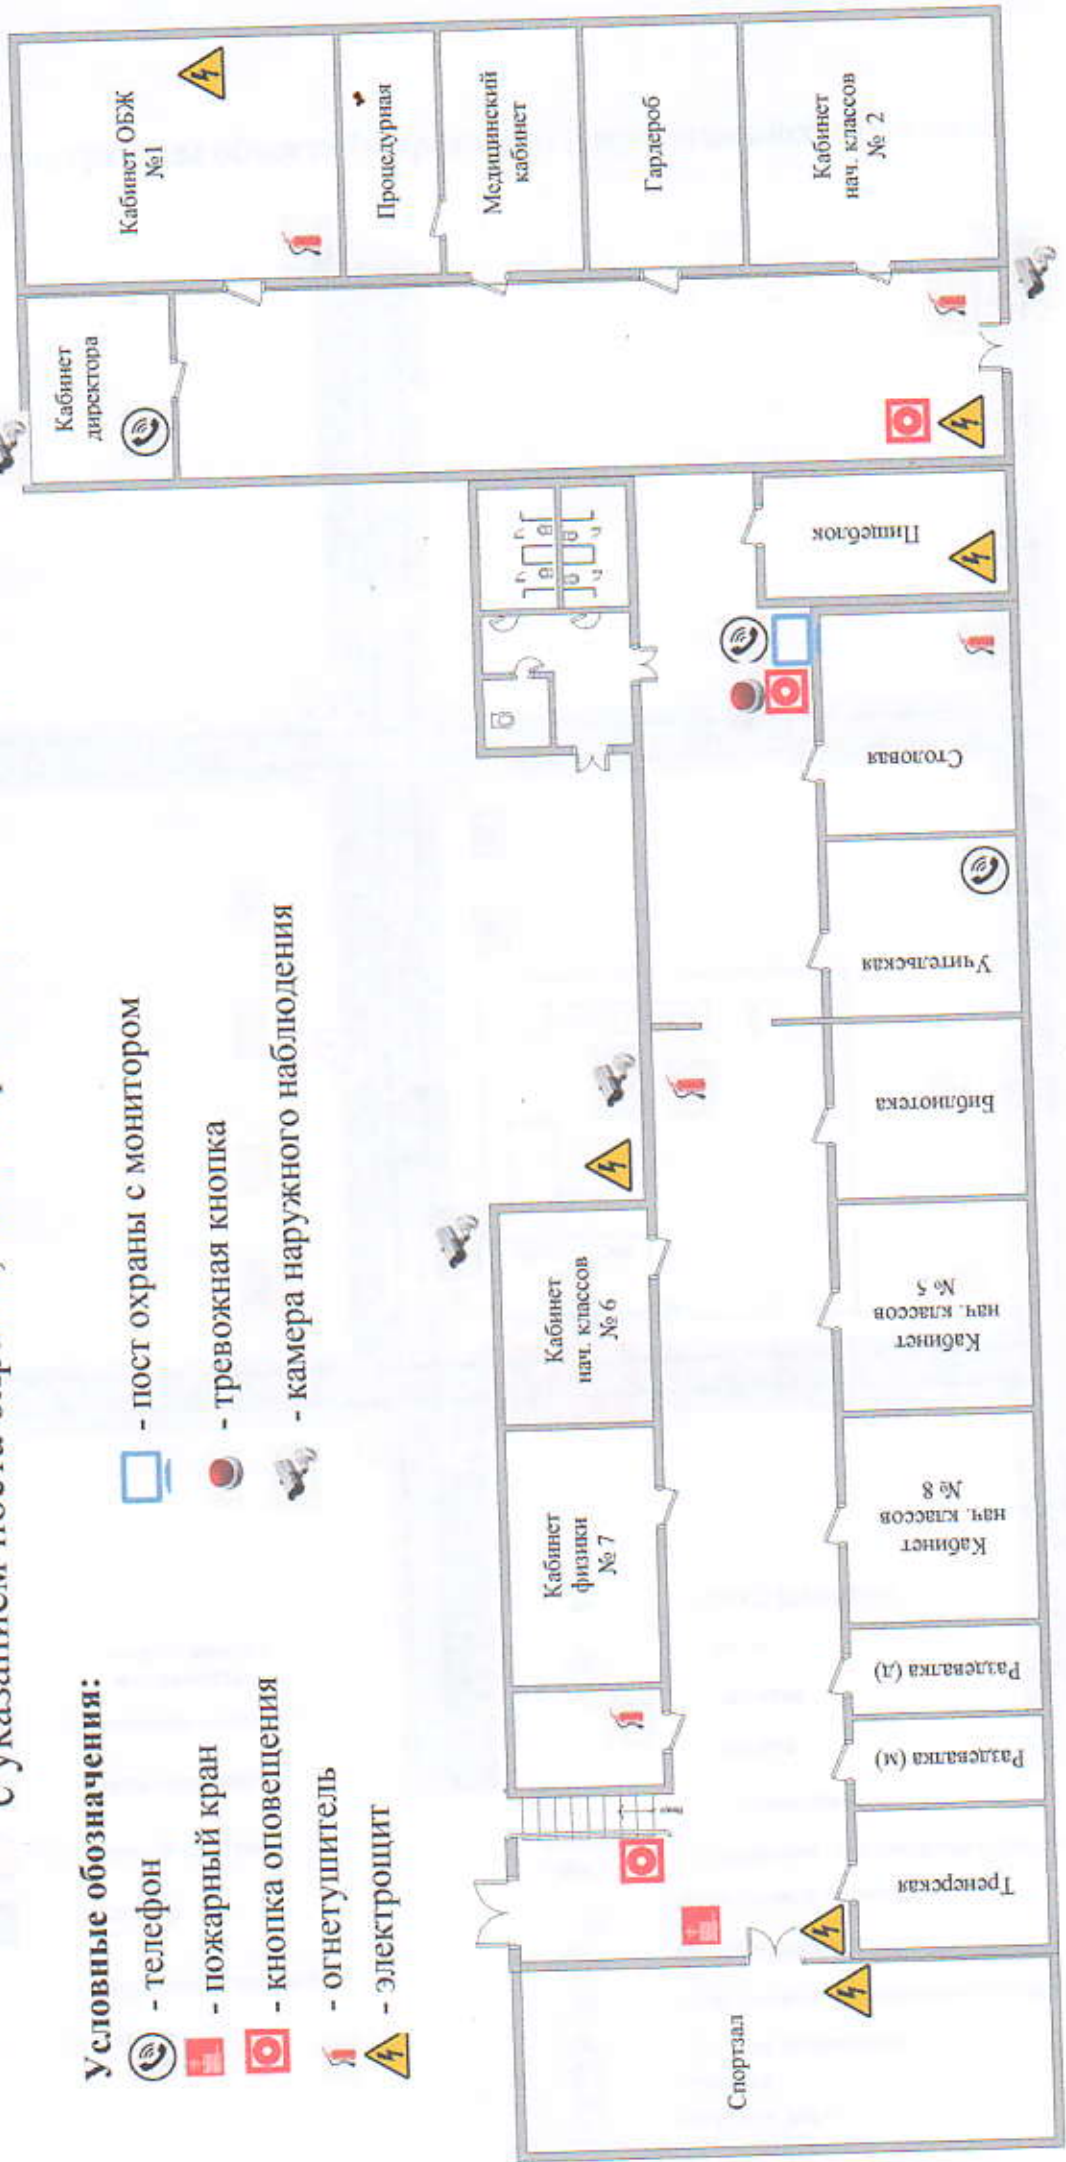 с указанием поста
Условные обозначения:
- телефон
- пожарный кран
- кнопка оповещения
- огнетушитель
- электрощит
- пост охраны с монитором
- тревожная кнопка
- камера наружного наблюдения
Спортзал
Кабинет
физики
№ 7
Кабинет
нач. классов
№ 6
Кабинет
директора
Кабинет ОБЖ
№1
Процедурная
Медицинский
кабинет
Гардероб
Кабинет
нач. классов
№ 2
Тренерская
Раздевалка (м)
Раздевалка (д)
Кабинет
нач. классов
№ 8
Кабинет
нач. классов
№ 5
Библиотека
Учительская
Столовая
Пищеблок